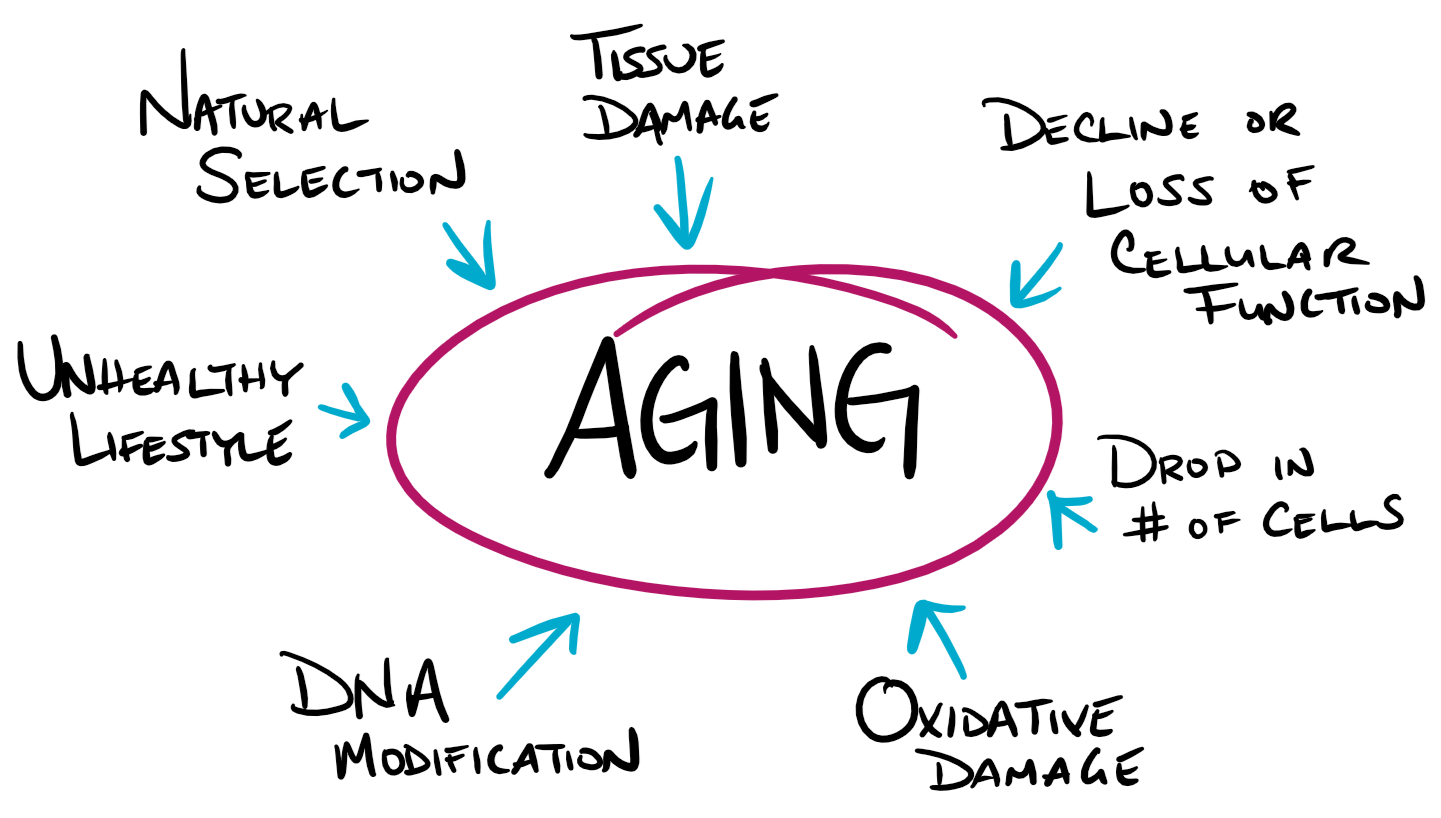 Tissue
Damage
Natural
Selection
Decline or
Loss of
Cellular
Function
Unhealthy
Lifestyle
AGING
Drop in
# of cells
DNA
Modification
Oxidative
Damage